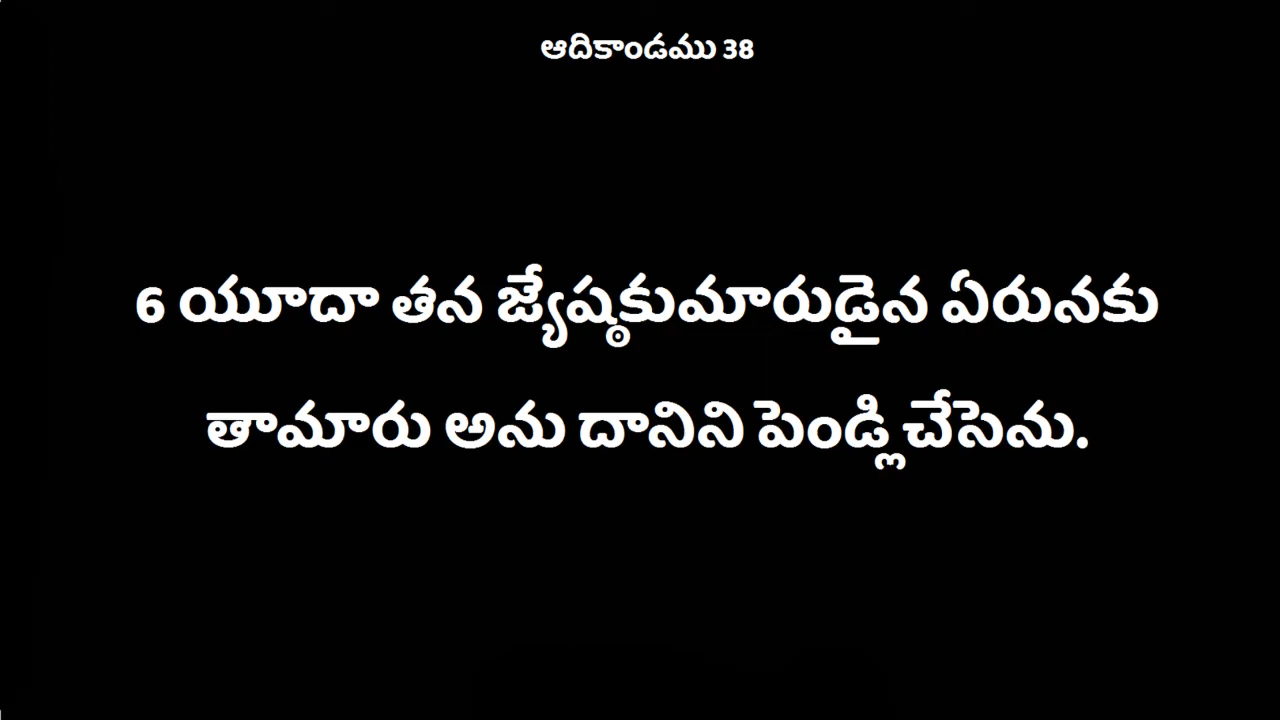 ఆదికాండము 38
6 యూదా తన జ్యేష్ఠకుమారుడైన ఏరునకు
తామారు అను దానిని పెండ్లిచేసెను.